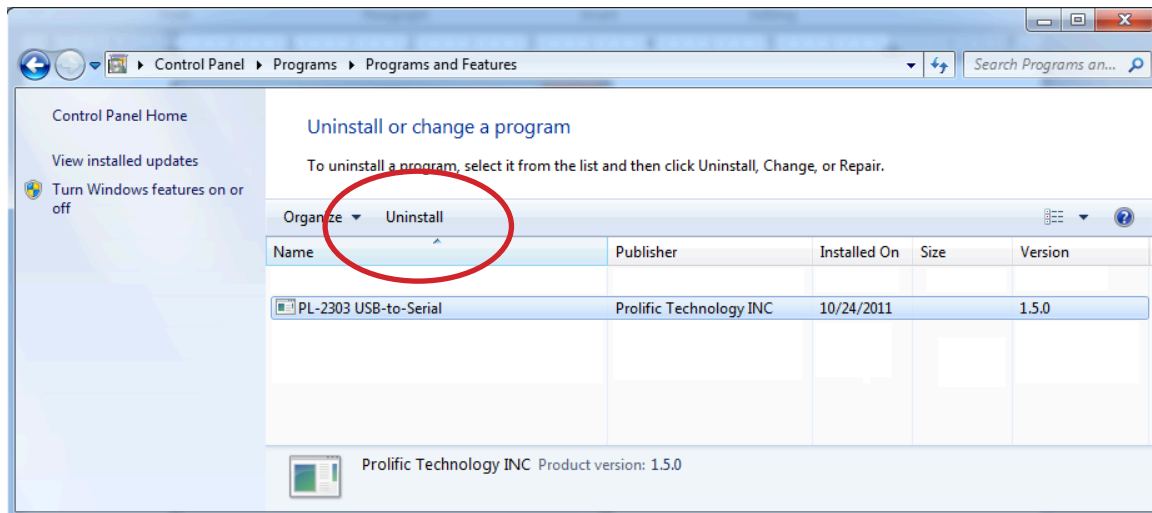 Control Panel Programs Programs and Features Search Programs an...
Control Panel Home
View installed updates
Turn Windows features on or
off
Uninstall or change a program
To uninstall a program, select it from the list and then click Uninstall, Change, or Repair.
Organize Uninstall
Name Publisher Installed On Size Version
PL-2303 USB-to-Serial Prolific Technology INC 10/24/2011 1.5.0
Prolific Technology INC Product version: 1.5.0